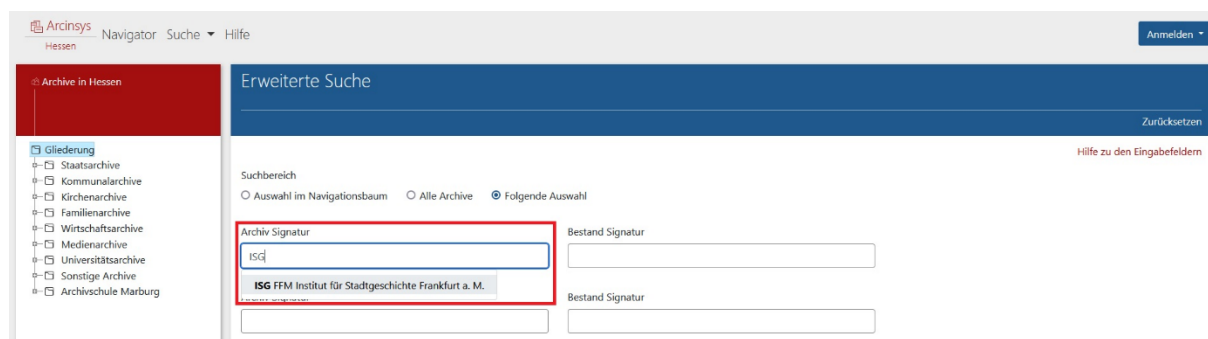 Arcinsys
Hessen
Navigator Suche Hilfe
Anmelden
Archive in Hessen
Erweiterte Suche
Zurücksetzen
Gliederung
Staatsarchive
Kommunalarchive
Kirchenarchive
Familienarchive
Wirtschaftsarchive
Medienarchive
Universitätsarchive
Sonstige Archive
Archivschule Marburg
Hilfe zu den Eingabefeldern
Suchbereich
Auswahl im Navigationsbaum Alle Archive Folgende Auswahl
Archiv Signatur Bestand Signatur
ISG
ISG FFM Institut für Stadtgeschichte Frankfurt a. M.
Archiv Signatur Bestand Signatur